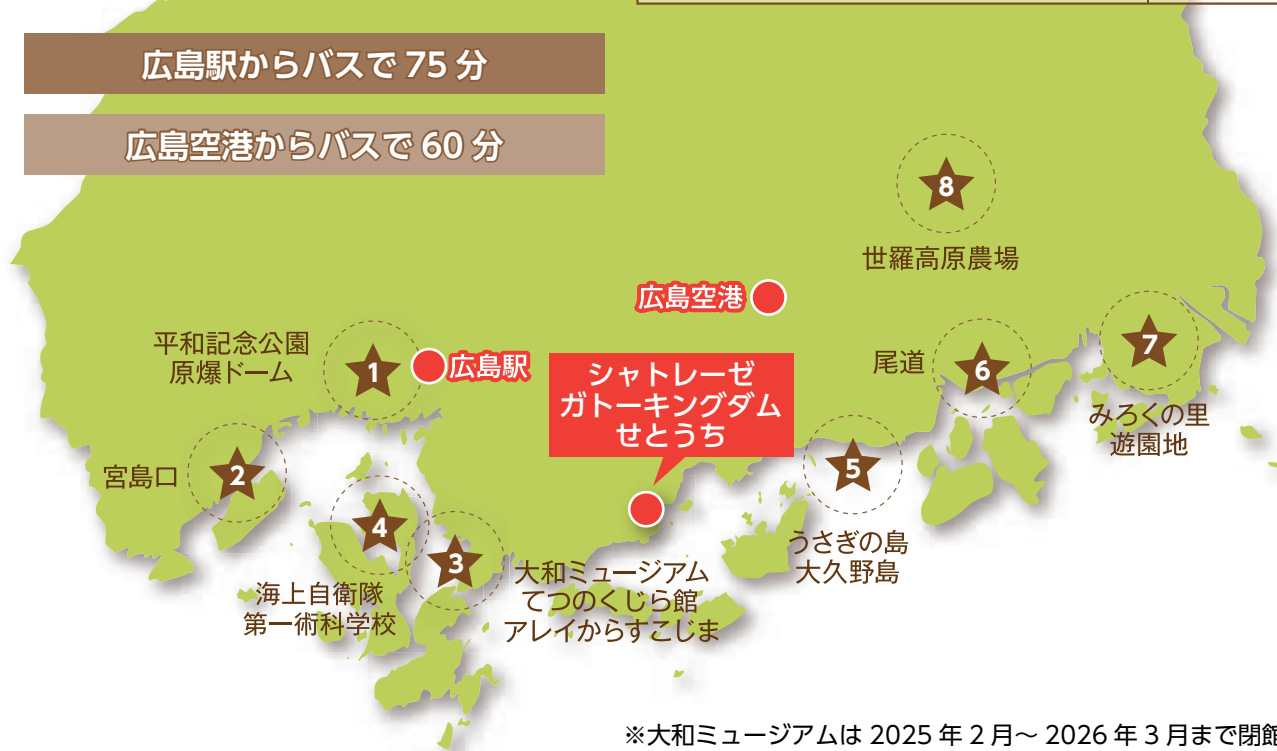 広島駅からバスで 75 分
広島空港からバスで 60 分
8
世羅高原農場
広島空港
平和記念公園
原爆ドーム
1
広島駅
シャトレーゼ
ガトーキングダム
せとうち
尾道
6
7
みろくの里
遊園地
宮島口
2
5
うさぎの島
大久野島
4
海上自衛隊
第一術科学校
3
大和ミュージアム
てつのくじら館
アレイからすこじま
※大和ミュージアムは 2025 年 2 月～ 2026 年 3 月まで閉館